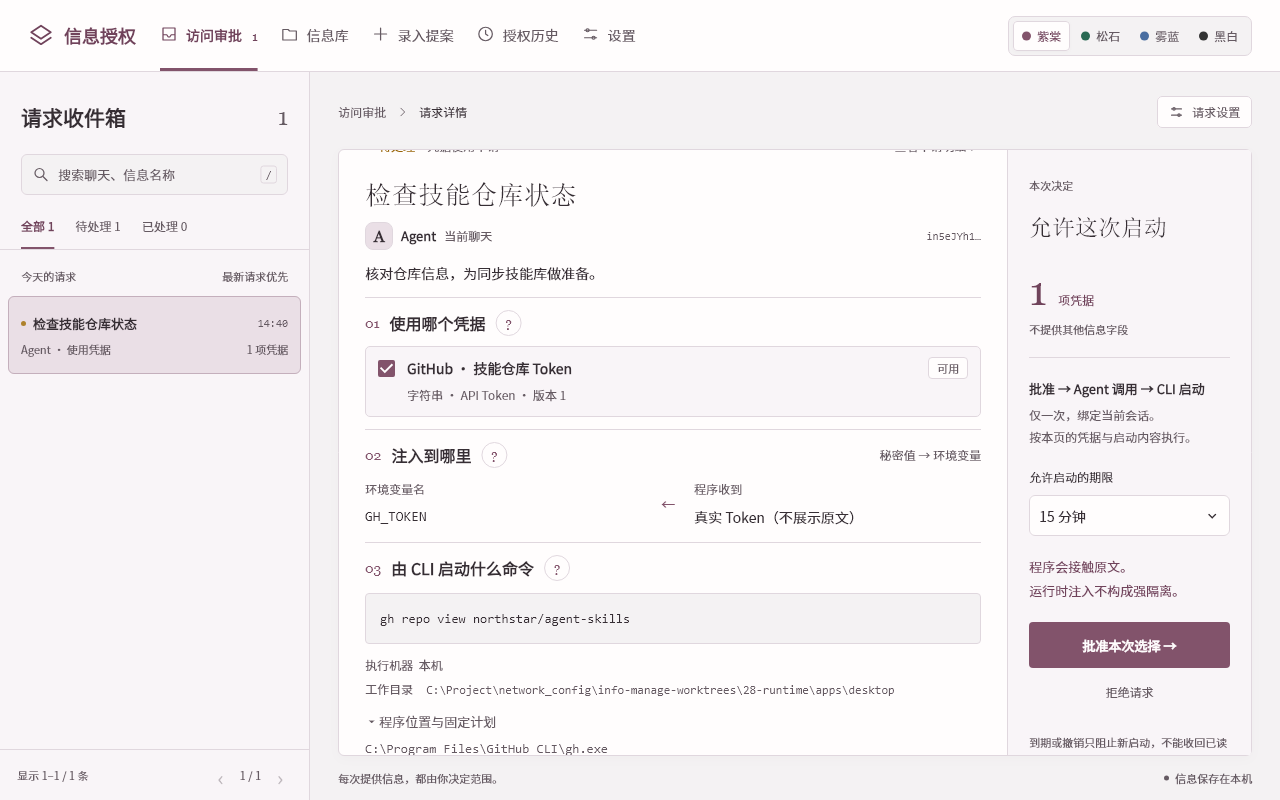 信息授权
访问审批 1
信息库
录入提案
授权历史
设置
紫棠
松石
雾蓝
黑白
请求收件箱 1
搜索聊天、信息名称 /
全部 1 待处理 1 已处理 0
今天的请求 最新请求优先
检查技能仓库状态 14:40
Agent · 使用凭据 1 项凭据
显示 1–1 / 1 条 ‹ 1 / 1 ›
访问审批 > 请求详情
请求设置
检查技能仓库状态
A Agent 当前聊天 in5eJYh1…
核对仓库信息，为同步技能库做准备。
01 使用哪个凭据 ?
GitHub · 技能仓库 Token 可用
字符串 · API Token · 版本 1
02 注入到哪里 ? 秘密值 → 环境变量
环境变量名 ← 程序收到
GH_TOKEN 真实 Token（不展示原文）
03 由 CLI 启动什么命令 ?
gh repo view northstar/agent-skills
执行机器 本机
工作目录 C:\Project\network_config\info-manage-worktrees\28-runtime\apps\desktop
程序位置与固定计划
C:\Program Files\GitHub CLI\gh.exe
本次决定
允许这次启动
1 项凭据
不提供其他信息字段
批准 → Agent 调用 → CLI 启动
仅一次，绑定当前会话。
按本页的凭据与启动内容执行。
允许启动的期限
15 分钟
程序会接触原文。
运行时注入不构成强隔离。
批准本次选择 →
拒绝请求
到期或撤销只阻止新启动，不能收回已读
每次提供信息，都由你决定范围。
信息保存在本机